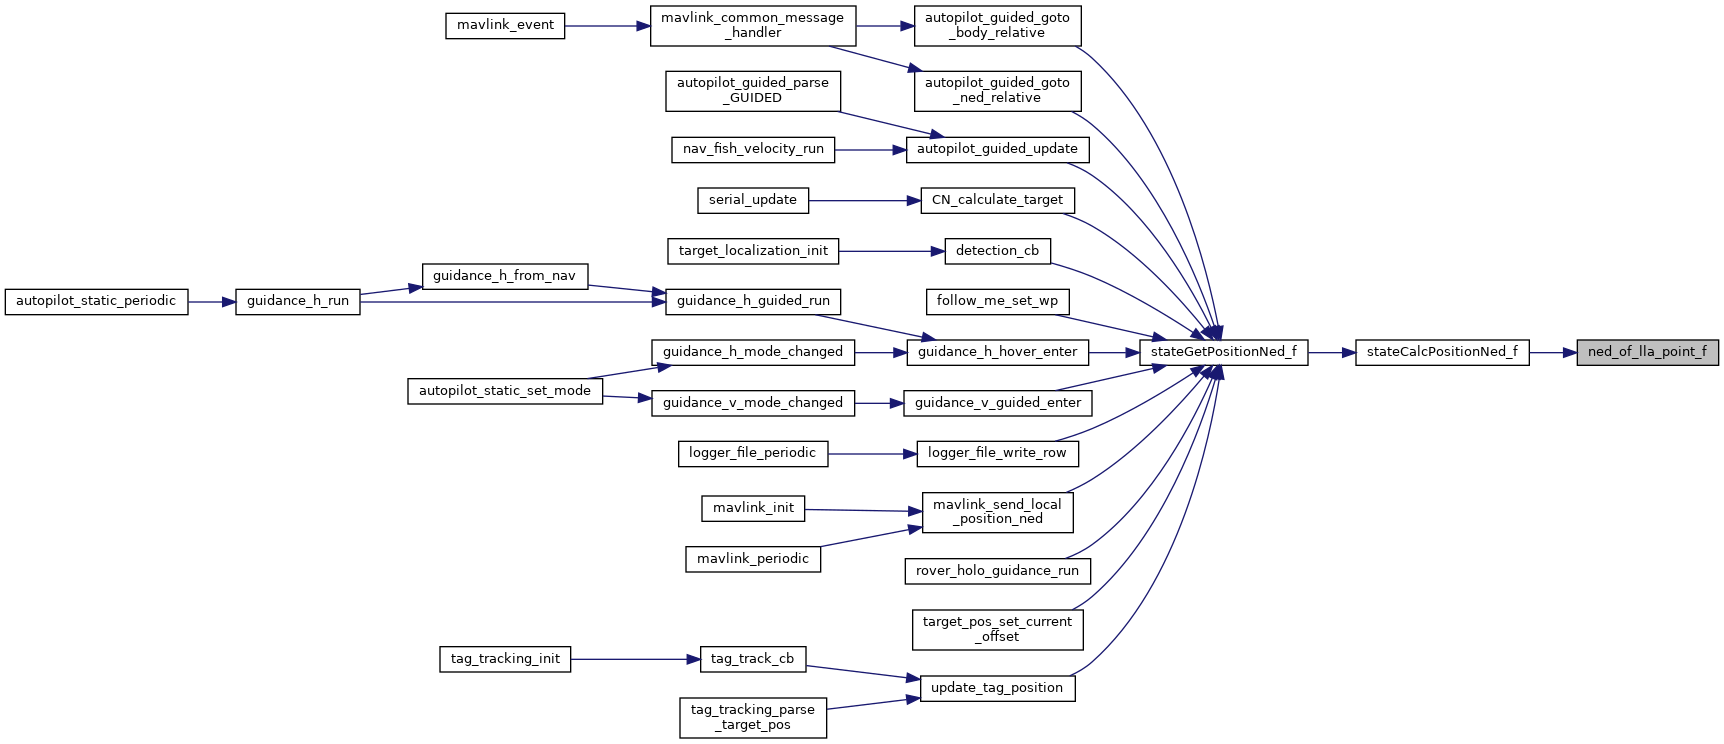 mavlink_event
mavlink_common_message
_handler
autopilot_guided_goto
_body_relative
autopilot_guided_parse
_GUIDED
autopilot_guided_goto
_ned_relative
nav_fish_velocity_run
autopilot_guided_update
serial_update
CN_calculate_target
target_localization_init
detection_cb
autopilot_static_periodic
guidance_h_run
guidance_h_from_nav
guidance_h_guided_run
follow_me_set_wp
guidance_h_mode_changed
guidance_h_hover_enter
stateGetPositionNed_f
stateCalcPositionNed_f
ned_of_lla_point_f
autopilot_static_set_mode
guidance_v_mode_changed
guidance_v_guided_enter
logger_file_periodic
logger_file_write_row
mavlink_init
mavlink_send_local
_position_ned
mavlink_periodic
rover_holo_guidance_run
target_pos_set_current
_offset
tag_tracking_init
tag_track_cb
update_tag_position
tag_tracking_parse
_target_pos